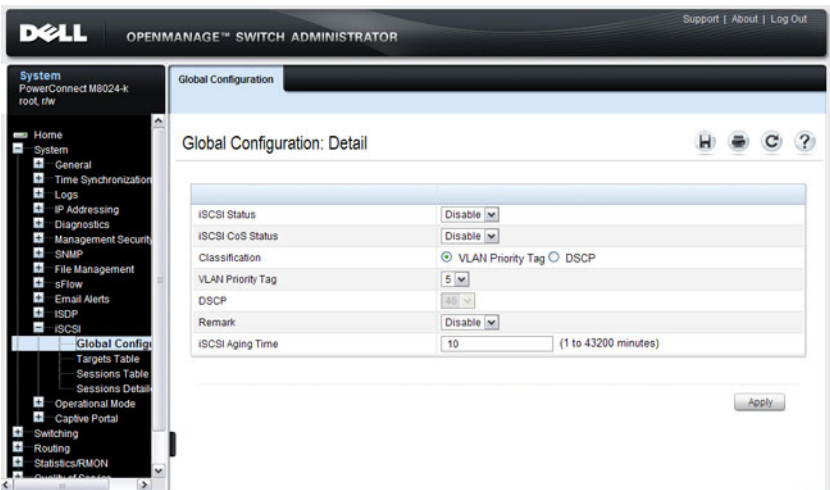 Support | About | Log Out
DELL OPENMANAGE™ SWITCH ADMINISTRATOR
System
PowerConnect M8024-k
root, r/w
Global Configuration
Home
System
General
Time Synchronization
Logs
IP Addressing
Diagnostics
Management Security
SNMP
File Management
sFlow
Email Alerts
ISDP
iSCSI
Global Config
Targets Table
Sessions Table
Sessions Detaile
Operational Mode
Captive Portal
Switching
Routing
Statistics/RMON
Quality of Service
Global Configuration: Detail
iSCSI Status Disable
iSCSI CoS Status Disable
Classification VLAN Priority Tag DSCP
VLAN Priority Tag 5
DSCP 46
Remark Disable
iSCSI Aging Time 10 (1 to 43200 minutes)
Apply